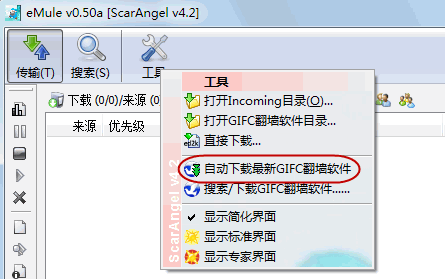 eMule v0.50a [ScarAngel v4.2]
传输(T)
搜索(S)
工具
下载 (0/0)/来源 (0
来源 优先级
工具
打开Incoming目录(O)...
打开GIFC翻墙软件目录...
直接下载...
自动下载最新GIFC翻墙软件
搜索/下载GIFC翻墙软件......
显示简化界面
显示标准界面
显示专家界面
ScarAngel v4.2
ed2k